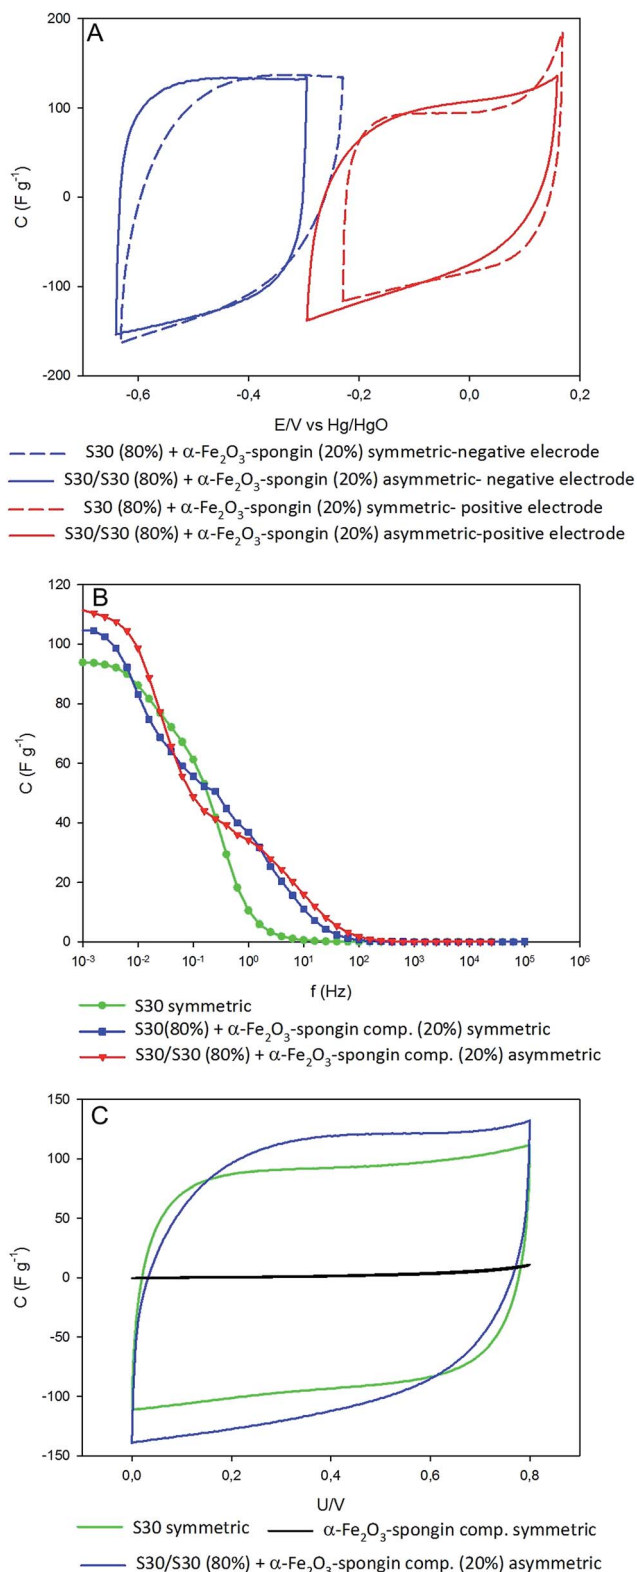 A
200
100
0
-100
-200
C (F g⁻¹)
-0,6 -0,4 -0,2 0,0 0,2
E/V vs Hg/HgO
S30 (80%) + α-Fe₂O₃-spongin (20%) symmetric-negative elecrode
S30/S30 (80%) + α-Fe₂O₃-spongin (20%) asymmetric- negative electrode
S30 (80%) + α-Fe₂O₃-spongin (20%) symmetric- positive electrode
S30/S30 (80%) + α-Fe₂O₃-spongin (20%) asymmetric-positive electrode
B
120
100
80
60
40
20
0
C (F g⁻¹)
10⁻³ 10⁻² 10⁻¹ 10⁰ 10¹ 10² 10³ 10⁴ 10⁵ 10⁶
f (Hz)
S30 symmetric
S30(80%) + α-Fe₂O₃-spongin comp. (20%) symmetric
S30/S30 (80%) + α-Fe₂O₃-spongin comp. (20%) asymmetric
C
150
100
50
0
-50
-100
-150
C (F g⁻¹)
0,0 0,2 0,4 0,6 0,8
U/V
S30 symmetric α-Fe₂O₃-spongin comp. symmetric
S30/S30 (80%) + α-Fe₂O₃-spongin comp. (20%) asymmetric